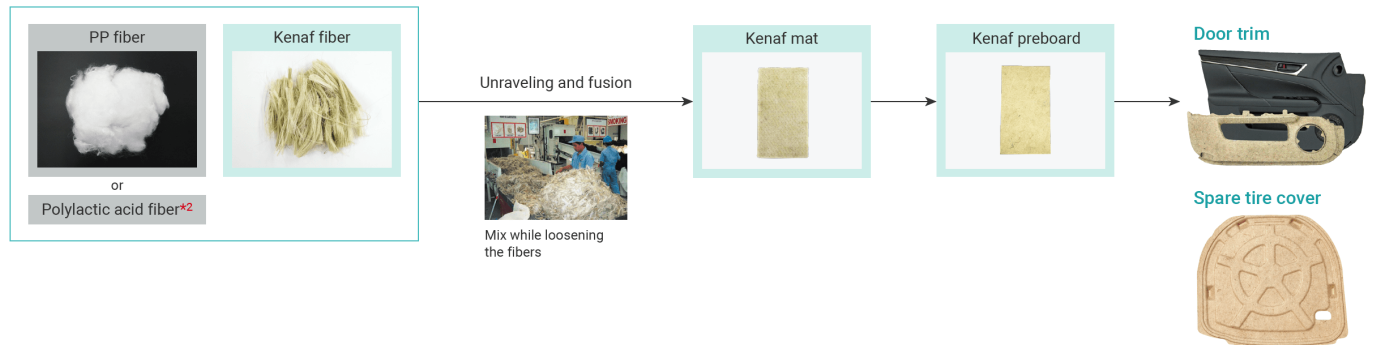 PP fiber
Kenaf fiber
or
Polylactic acid fiber*2
Unraveling and fusion
SMOKING
Mix while loosening
the fibers
Kenaf mat
Kenaf preboard
Door trim
Spare tire cover